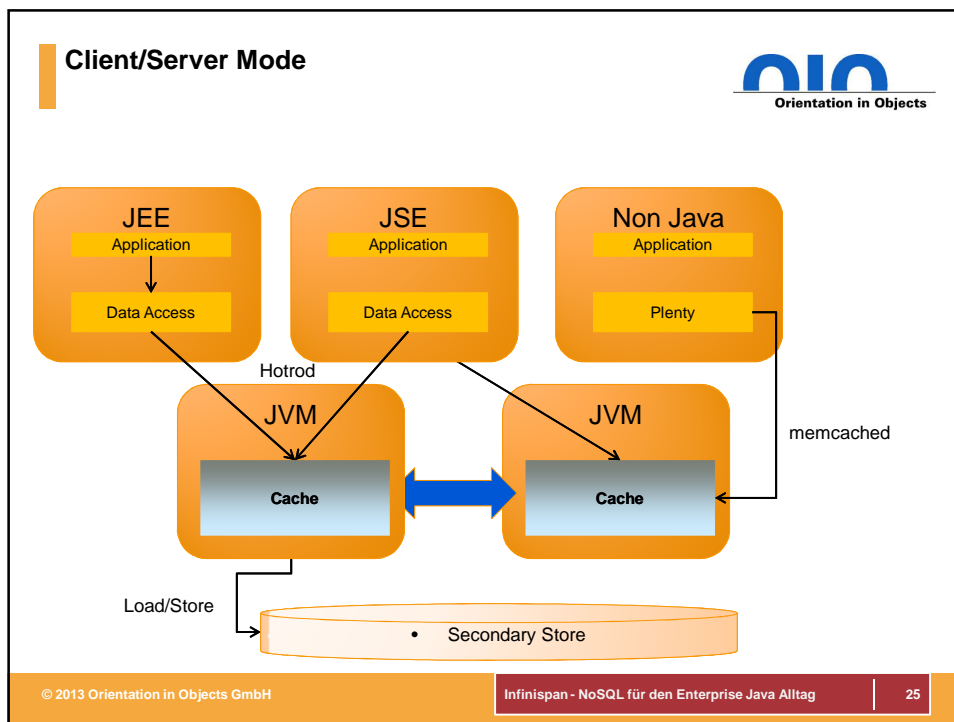 Client/Server Mode
OIO
Orientation in Objects
JEE
Application
Data Access
JSE
Application
Data Access
Non Java
Application
Plenty
Hotrod
JVM
Cache
JVM
Cache
memcached
Load/Store
• Secondary Store
© 2013 Orientation in Objects GmbH
Infinispan - NoSQL für den Enterprise Java Alltag
25